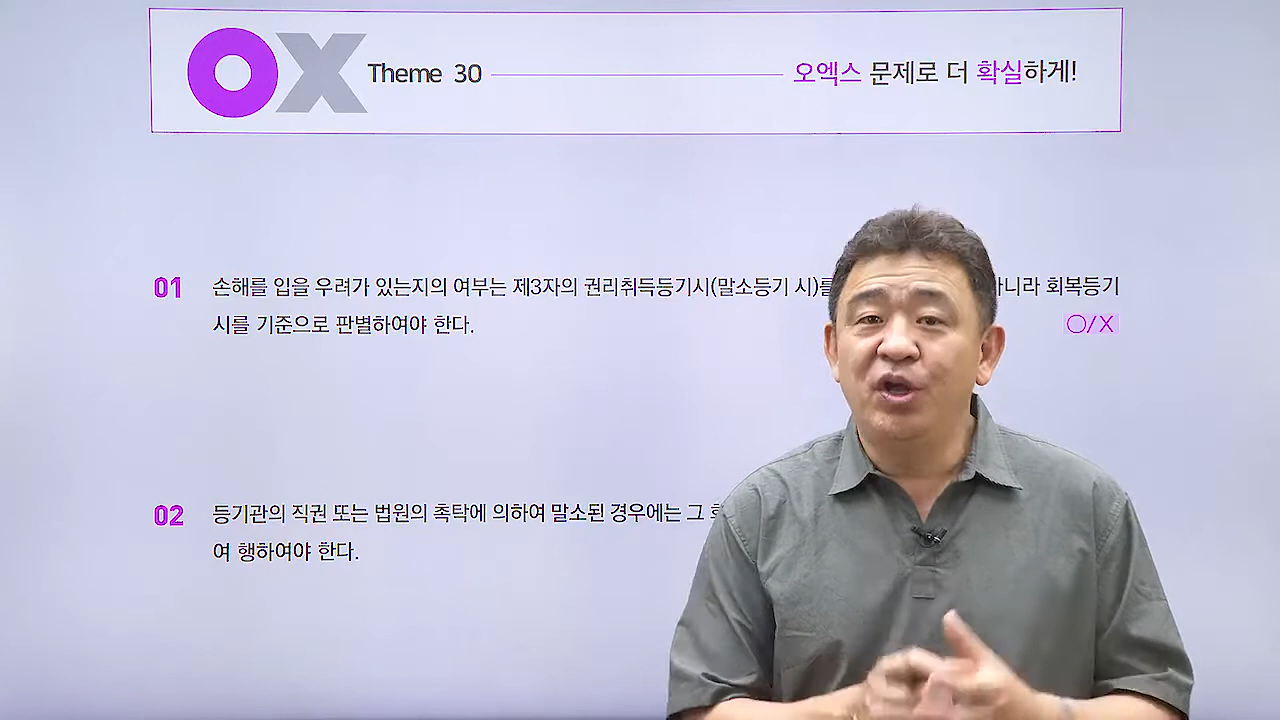 OX Theme 30 오엑스 문제로 더 확실하게!
01 손해를 입을 우려가 있는지의 여부는 제3자의 권리취득등기시(말소등기 시)를 아니라 회복등기
시를 기준으로 판별하여야 한다. O/X
02 등기관의 직권 또는 법원의 촉탁에 의하여 말소된 경우에는 그
여 행하여야 한다.